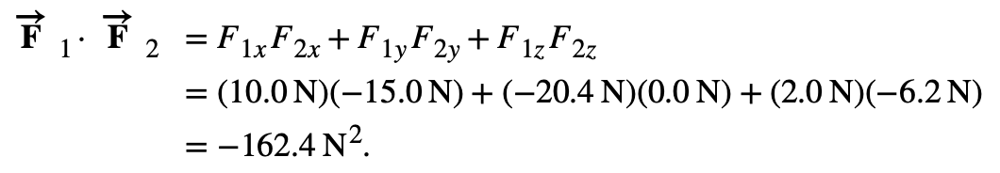 F⃗ ₁ · F⃗ ₂ = F₁ₓF₂ₓ + F₁ᵧF₂ᵧ + F₁zF₂z
= (10.0 N)(−15.0 N) + (−20.4 N)(0.0 N) + (2.0 N)(−6.2 N)
= −162.4 N².